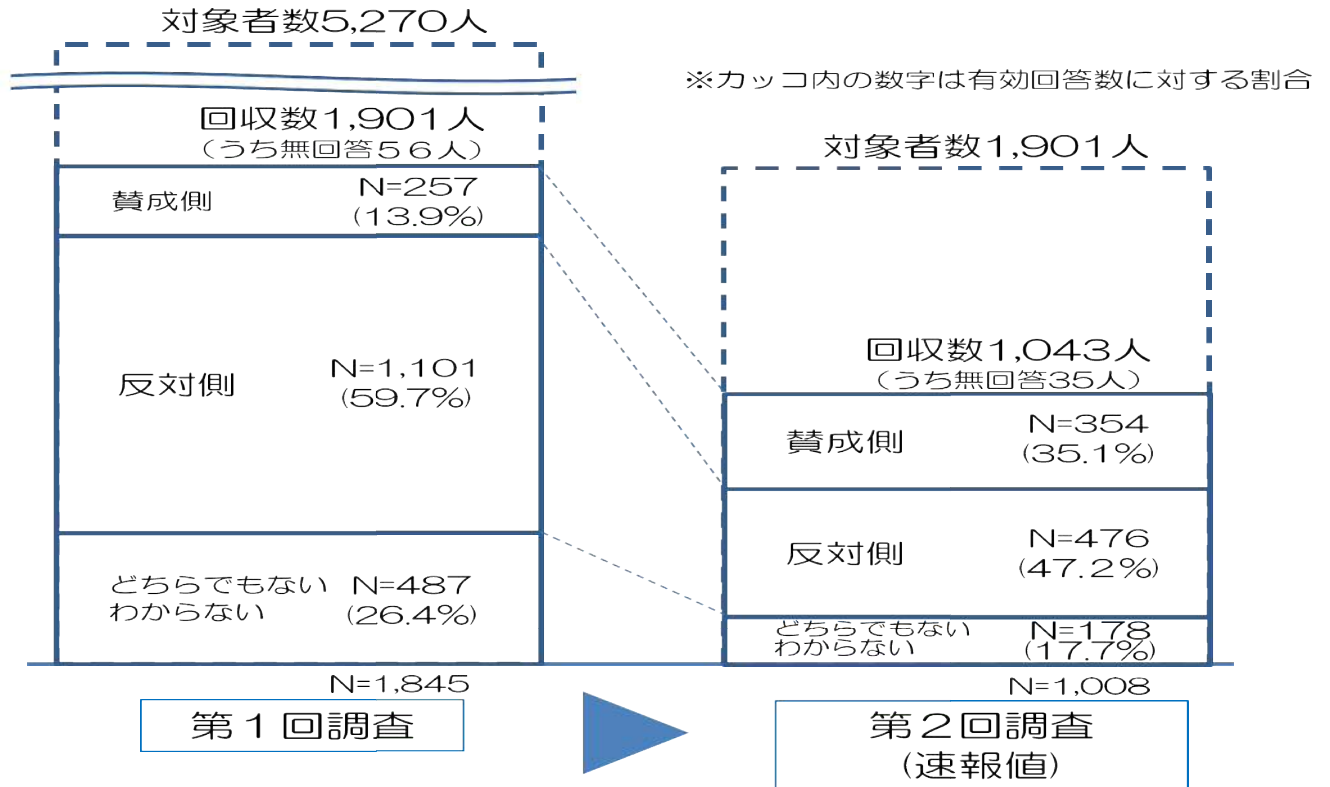 対象者数5,270人
※カッコ内の数字は有効回答数に対する割合
回収数1,901人
（うち無回答５６人）
賛成側
N=257
(13.9%)
反対側
N=1,101
(59.7%)
どちらでもない
わからない
N=487
(26.4%)
N=1,845
第１回調査
対象者数1,901人
回収数1,043人
（うち無回答35人）
賛成側
N=354
(35.1%)
反対側
N=476
(47.2%)
どちらでもない
わからない
N=178
(17.7%)
N=1,008
第２回調査
(速報値)